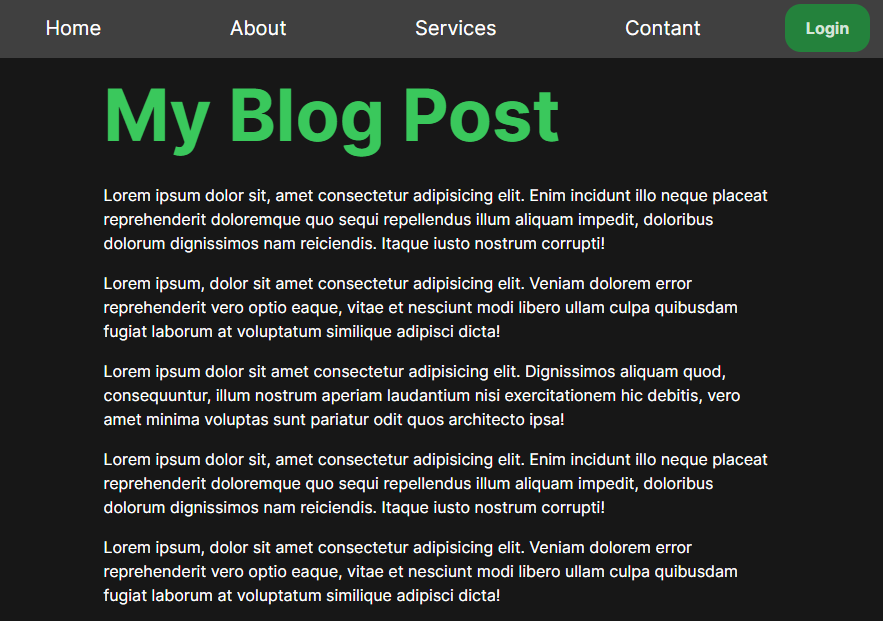 Home About Services Contant Login
My Blog Post
Lorem ipsum dolor sit, amet consectetur adipisicing elit. Enim incidunt illo neque placeat
reprehenderit doloremque quo sequi repellendus illum aliquam impedit, doloribus
dolorum dignissimos nam reiciendis. Itaque iusto nostrum corrupti!
Lorem ipsum, dolor sit amet consectetur adipisicing elit. Veniam dolorem error
reprehenderit vero optio eaque, vitae et nesciunt modi libero ullam culpa quibusdam
fugiat laborum at voluptatum similique adipisci dicta!
Lorem ipsum dolor sit amet consectetur adipisicing elit. Dignissimos aliquam quod,
consequuntur, illum nostrum aperiam laudantium nisi exercitationem hic debitis, vero
amet minima voluptas sunt pariatur odit quos architecto ipsa!
Lorem ipsum dolor sit, amet consectetur adipisicing elit. Enim incidunt illo neque placeat
reprehenderit doloremque quo sequi repellendus illum aliquam impedit, doloribus
dolorum dignissimos nam reiciendis. Itaque iusto nostrum corrupti!
Lorem ipsum, dolor sit amet consectetur adipisicing elit. Veniam dolorem error
reprehenderit vero optio eaque, vitae et nesciunt modi libero ullam culpa quibusdam
fugiat laborum at voluptatum similique adipisci dicta!